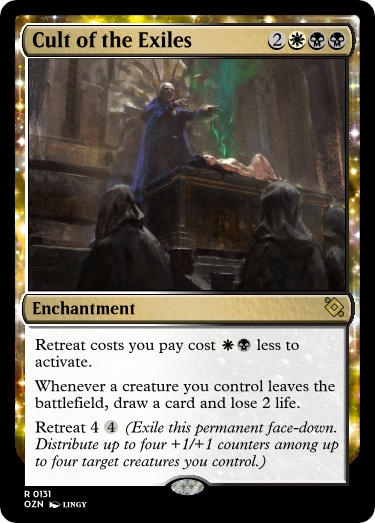 Cult of the Exiles 2
Enchantment
Retreat costs you pay cost less to
activate.
Whenever a creature you control leaves the
battlefield, draw a card and lose 2 life.
Retreat 4 4 (Exile this permanent face-down.
Distribute up to four +1/+1 counters among up
to four target creatures you control.)
R 0131
OZN LINGY